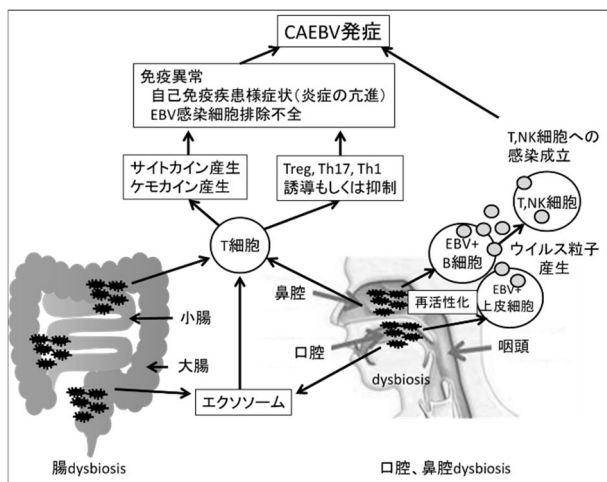 CAEBV発症
免疫異常
自己免疫疾患様症状(炎症の亢進)
EBV感染細胞排除不全
サイトカイン産生
ケモカイン産生
Treg, Th17, Th1
誘導もしくは抑制
T,NK細胞への
感染成立
T,NK細胞
T細胞
EBV+
B細胞
ウイルス粒子
産生
鼻腔
再活性化
EBV+
上皮細胞
小腸
口腔
咽頭
大腸
dysbiosis
エクソソーム
腸dysbiosis
口腔、鼻腔dysbiosis